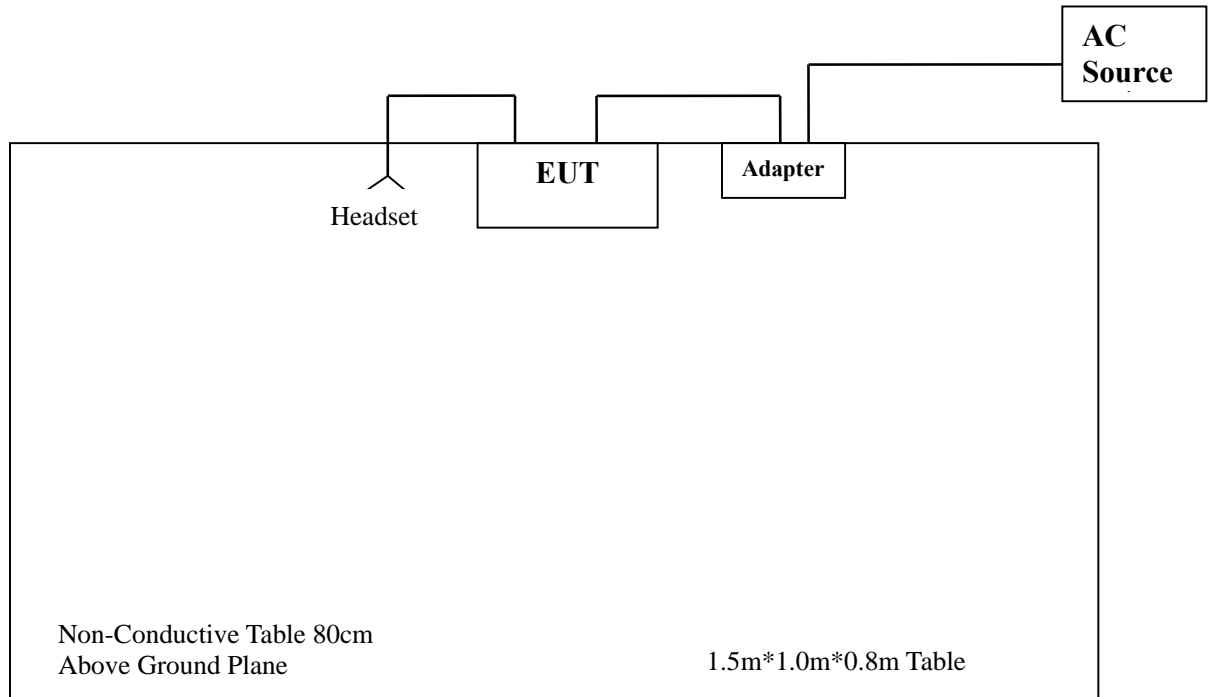 AC
Source
EUT
Adapter
Headset
Non-Conductive Table 80cm
Above Ground Plane
1.5m*1.0m*0.8m Table